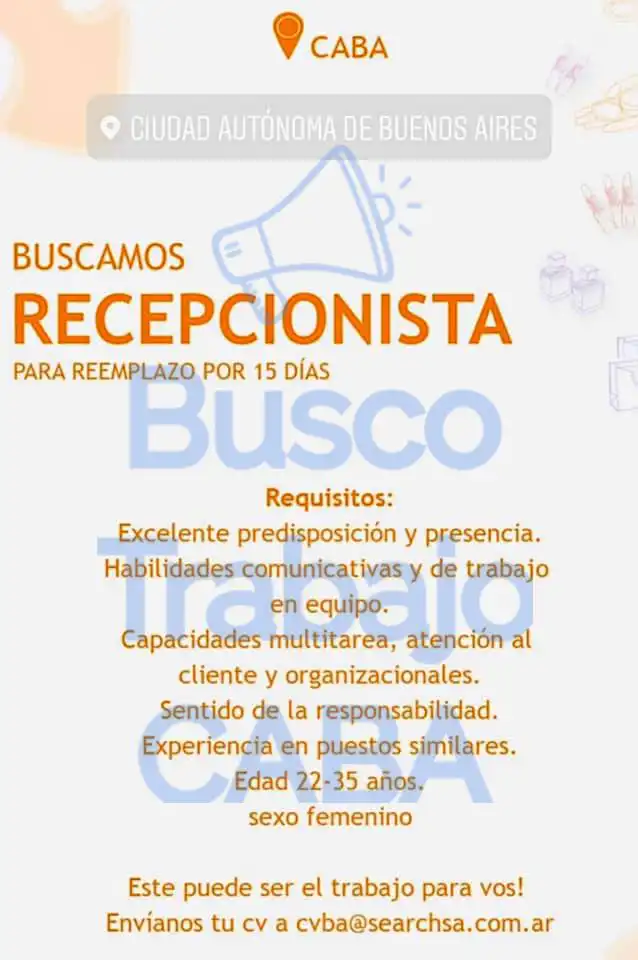 CABA
CIUDAD AUTÓNOMA DE BUENOS AIRES
BUSCAMOS
RECEPCIONISTA
PARA REEMPLAZO POR 15 DÍAS
Busco
Trabajo
CABA
Requisitos:
Excelente predisposición y presencia.
Habilidades comunicativas y de trabajo
en equipo.
Capacidades multitarea, atención al
cliente y organizacionales.
Sentido de la responsabilidad.
Experiencia en puestos similares.
Edad 22-35 años.
sexo femenino
Este puede ser el trabajo para vos!
Envíanos tu cv a cvba@searchsa.com.ar